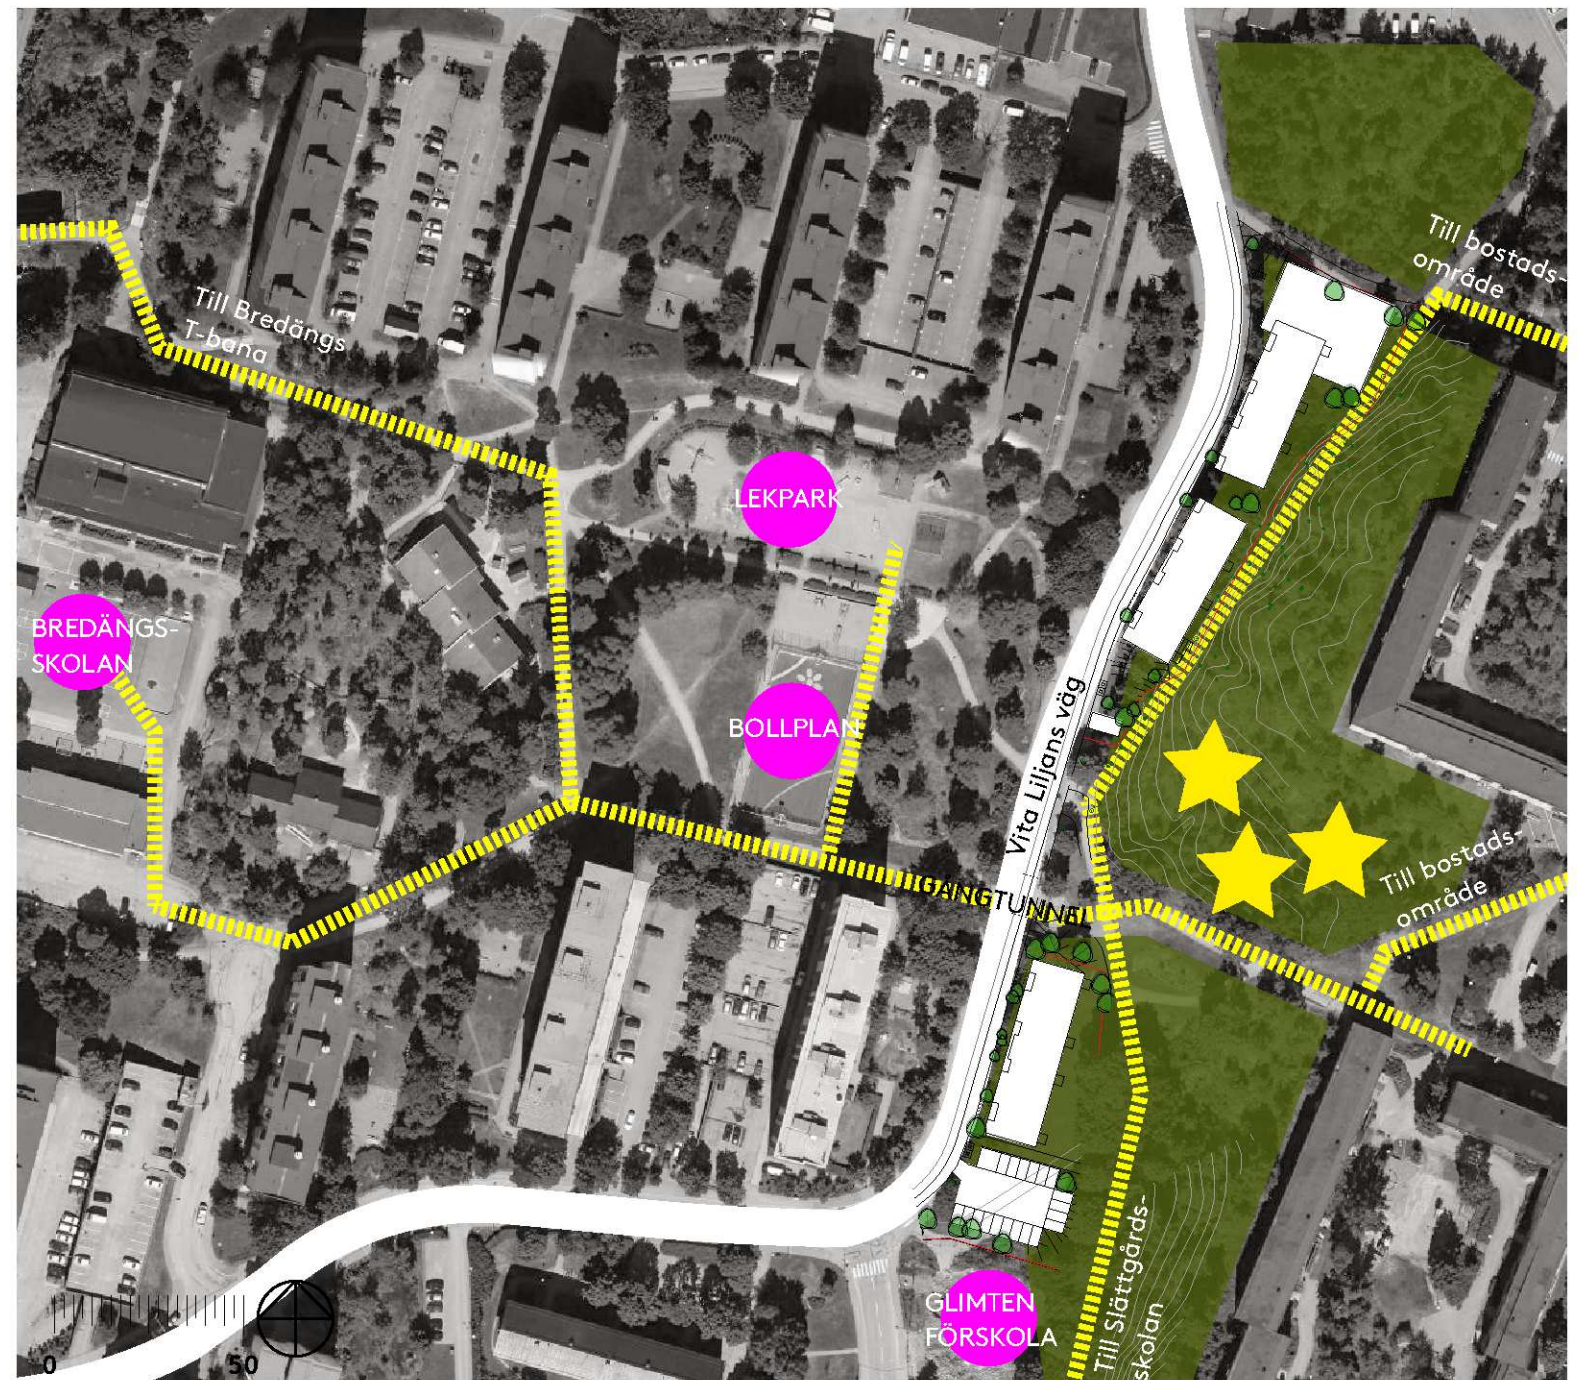 Till bostads-
område
Till Bredängs
T-bana
LEKPARK
BREDÄNGS-
SKOLAN
BOLLPLAN
Vita Liljans väg
GÅNGTUNNEL
Till bostads-
område
Till Slättgårds-
skolan
GLIMTEN
FÖRSKOLA
0 50